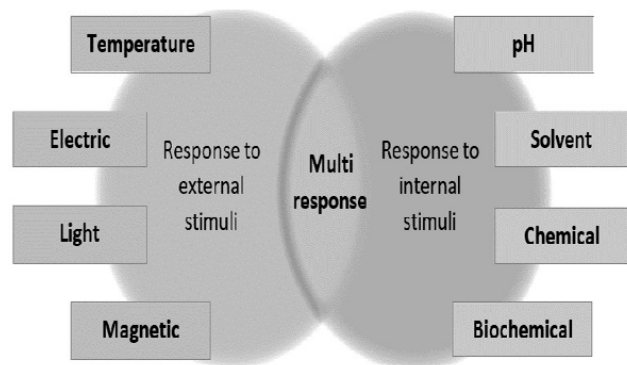 Temperature
Electric
Light
Magnetic
Response to
external
stimuli
Multi
response
Response to
internal
stimuli
pH
Solvent
Chemical
Biochemical